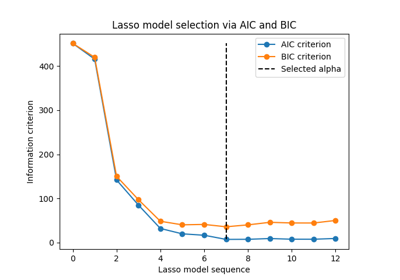 Lasso model selection via AIC and BIC
AIC criterion
BIC criterion
Selected alpha
Information criterion
400
300
200
100
0
0 2 4 6 8 10 12
Lasso model sequence